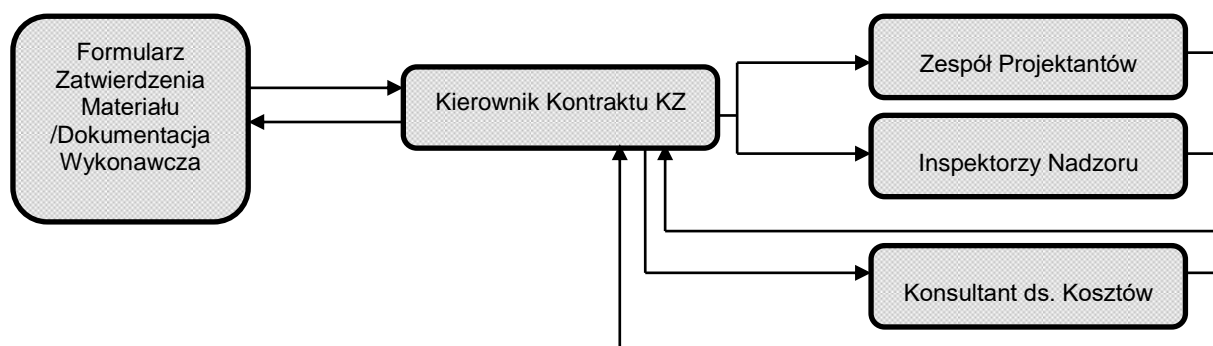 Formularz
Zatwierdzenia
Materiału
/Dokumentacja
Wykonawcza
Kierownik Kontraktu KZ
Zespół Projektantów
Inspektorzy Nadzoru
Konsultant ds. Kosztów